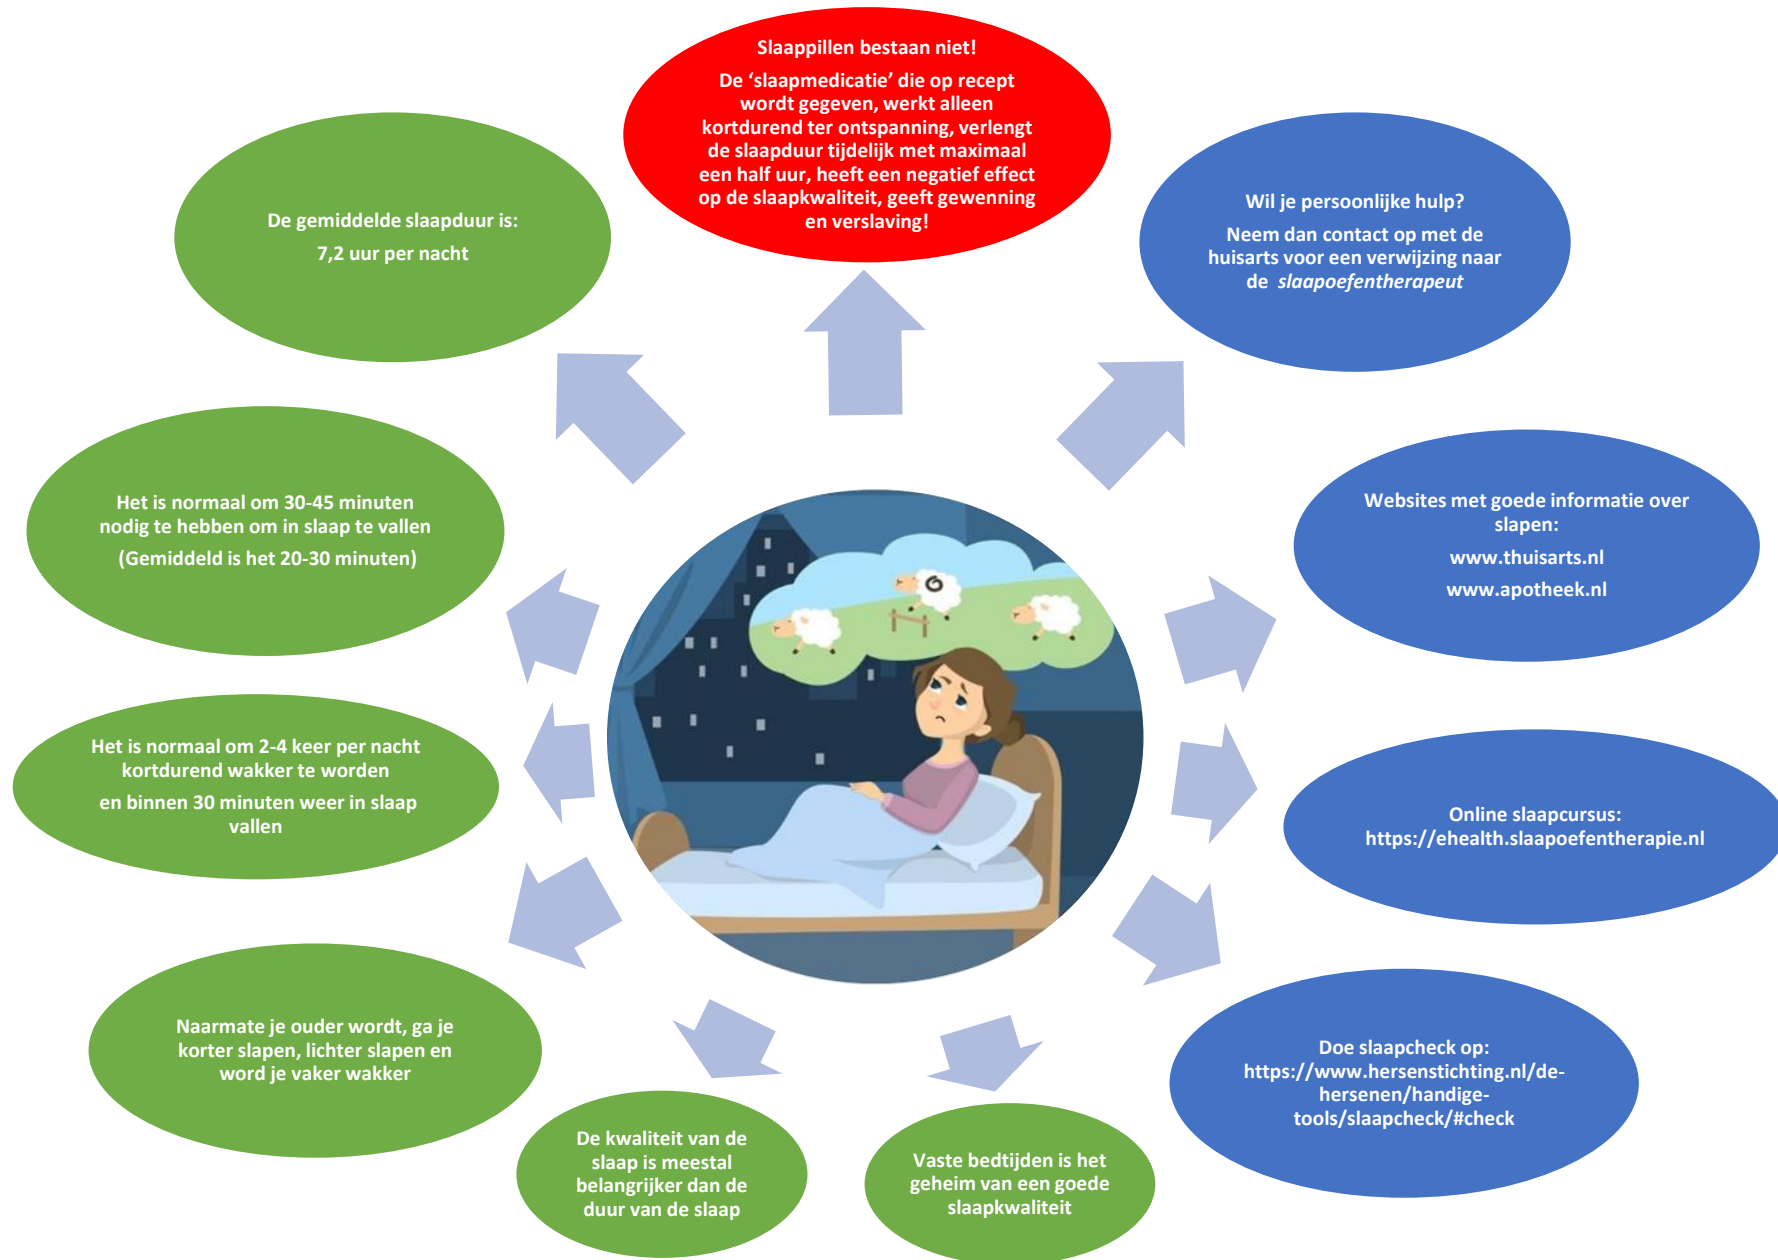 Slaappillen bestaan niet!
De ‘slaapmedicatie’ die op recept
wordt gegeven, werkt alleen
kortdurend ter ontspanning, verlengt
de slaapduur tijdelijk met maximaal
een half uur, heeft een negatief effect
op de slaapkwaliteit, geeft gewenning
en verslaving!
Wil je persoonlijke hulp?
Neem dan contact op met de
huisarts voor een verwijzing naar
de slaapoefentherapeut
Websites met goede informatie over
slapen:
www.thuisarts.nl
www.apotheek.nl
Online slaapcursus:
https://ehealth.slaapoefentherapie.nl
Doe slaapcheck op:
https://www.hersenstichting.nl/de-
hersenen/handige-
tools/slaapcheck/#check
Vaste bedtijden is het
geheim van een goede
slaapkwaliteit
De kwaliteit van de
slaap is meestal
belangrijker dan de
duur van de slaap
Naarmate je ouder wordt, ga je
korter slapen, lichter slapen en
word je vaker wakker
Het is normaal om 2-4 keer per nacht
kortdurend wakker te worden
en binnen 30 minuten weer in slaap
vallen
Het is normaal om 30-45 minuten
nodig te hebben om in slaap te vallen
(Gemiddeld is het 20-30 minuten)
De gemiddelde slaapduur is:
7,2 uur per nacht